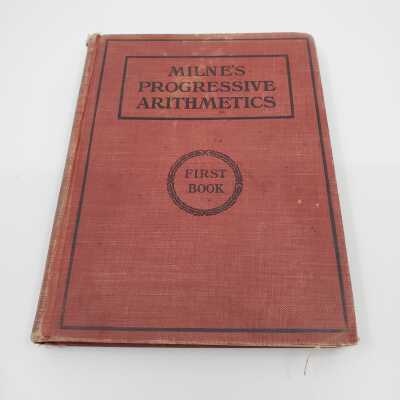 MILNE'S
PROGRESSIVE
ARITHMETICS
FIRST
BOOK